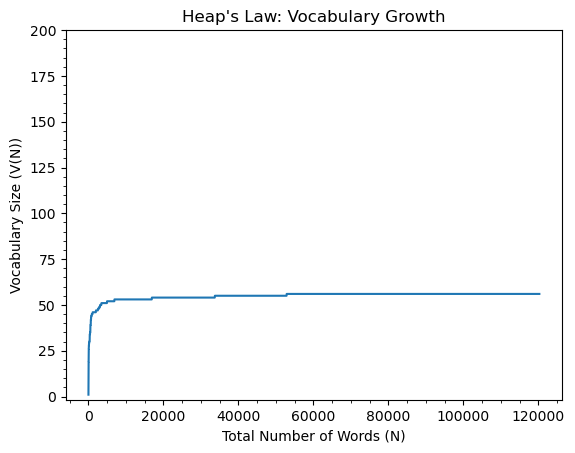 Heap's Law: Vocabulary Growth
200
175
150
125
100
75
50
25
0
Vocabulary Size (V(N))
0 20000 40000 60000 80000 100000 120000
Total Number of Words (N)